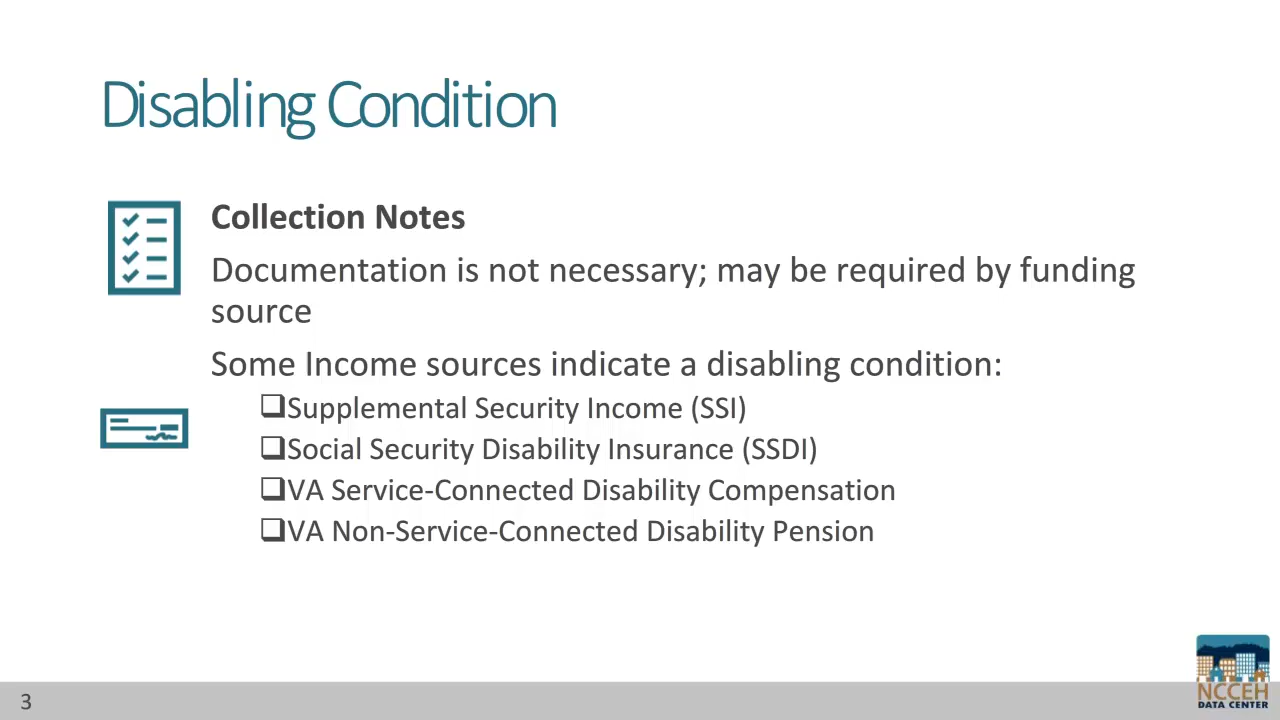 Disabling Condition
Collection Notes
Documentation is not necessary; may be required by funding
source
Some Income sources indicate a disabling condition:
❑Supplemental Security Income (SSI)
❑Social Security Disability Insurance (SSDI)
❑VA Service-Connected Disability Compensation
❑VA Non-Service-Connected Disability Pension
3
NCCEH
DATA CENTER